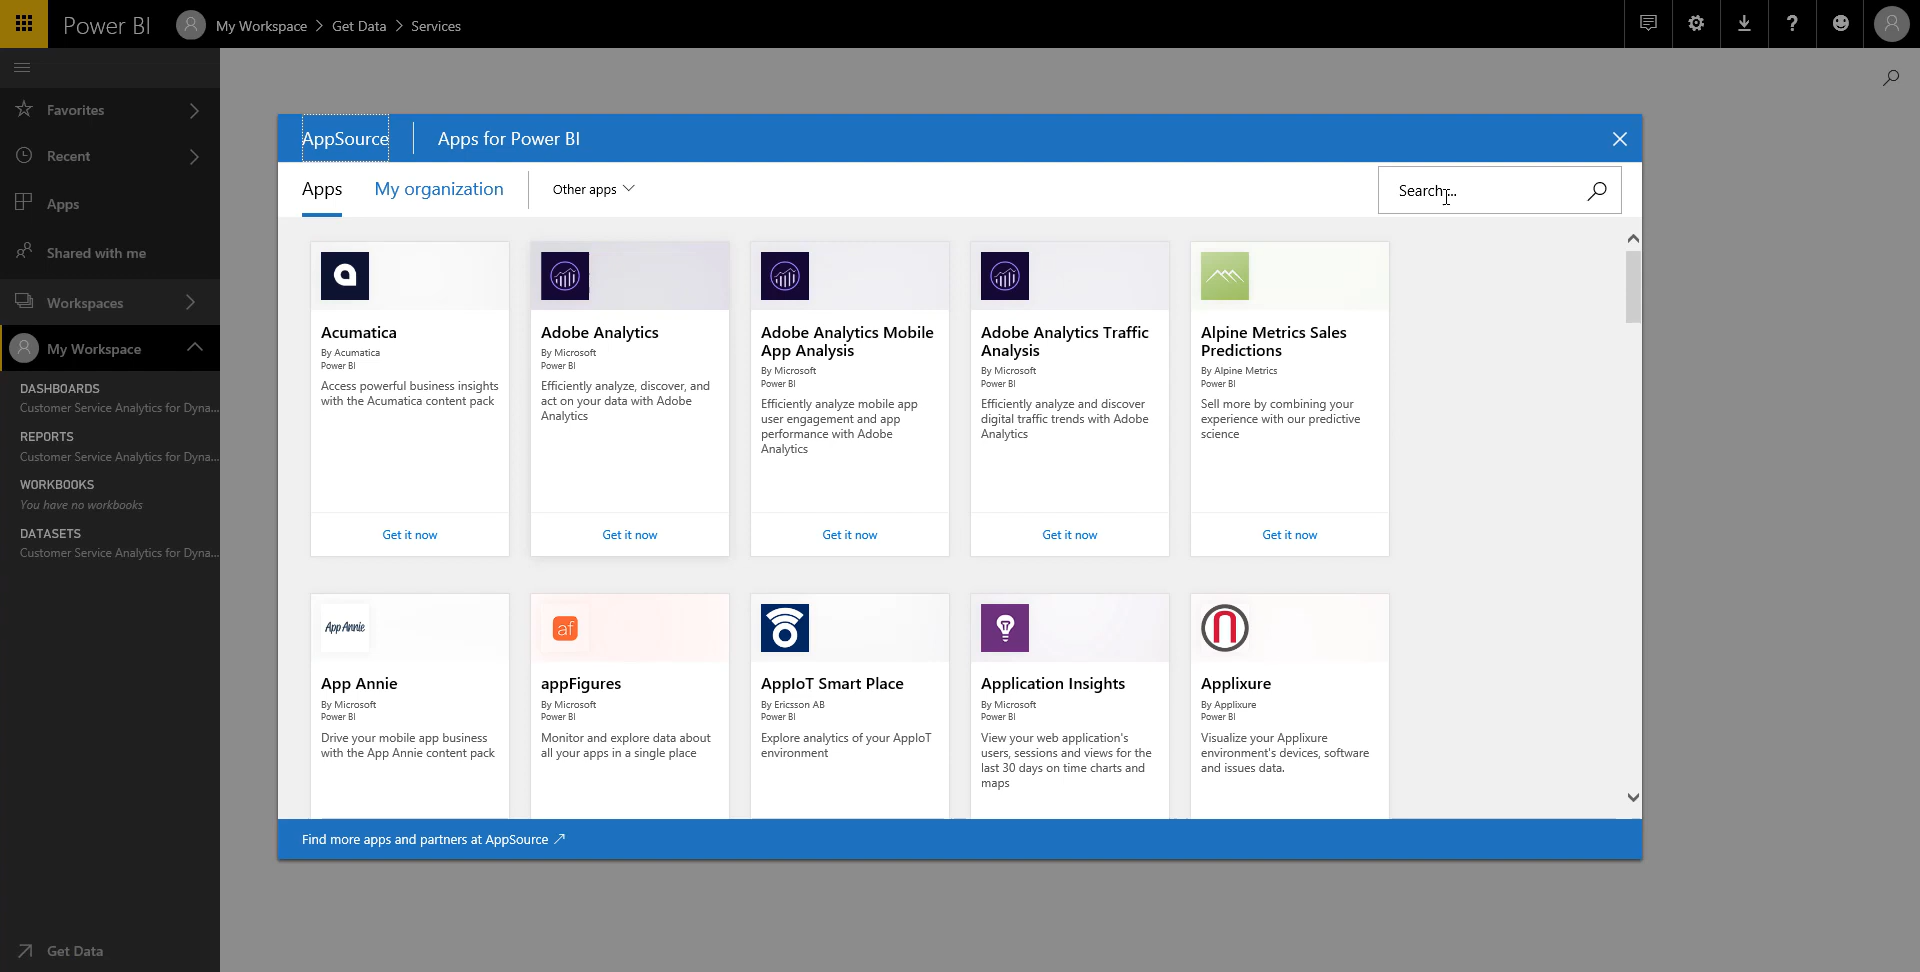 Power BI
My Workspace > Get Data > Services
Favorites
Recent
Apps
Shared with me
Workspaces
My Workspace
DASHBOARDS
Customer Service Analytics for Dyna...
REPORTS
Customer Service Analytics for Dyna...
WORKBOOKS
You have no workbooks
DATASETS
Customer Service Analytics for Dyna...
Get Data
AppSource
Apps for Power BI
Apps
My organization
Other apps
Search...
Acumatica
By Acumatica
Power BI
Access powerful business insights
with the Acumatica content pack
Get it now
Adobe Analytics
By Microsoft
Power BI
Efficiently analyze, discover, and
act on your data with Adobe
Analytics
Get it now
Adobe Analytics Mobile
App Analysis
By Microsoft
Power BI
Efficiently analyze mobile app
user engagement and app
performance with Adobe
Analytics
Get it now
Adobe Analytics Traffic
Analysis
By Microsoft
Power BI
Efficiently analyze and discover
digital traffic trends with Adobe
Analytics
Get it now
Alpine Metrics Sales
Predictions
By Alpine Metrics
Power BI
Sell more by combining your
experience with our predictive
science
Get it now
App Annie
App Annie
By Microsoft
Power BI
Drive your mobile app business
with the App Annie content pack
af
appFigures
By Microsoft
Power BI
Monitor and explore data about
all your apps in a single place
AppIoT Smart Place
By Ericsson AB
Power BI
Explore analytics of your AppIoT
environment
Application Insights
By Microsoft
Power BI
View your web application's
users, sessions and views for the
last 30 days on time charts and
maps
Applixure
By Applixure
Power BI
Visualize your Applixure
environment's devices, software
and issues data.
Find more apps and partners at AppSource